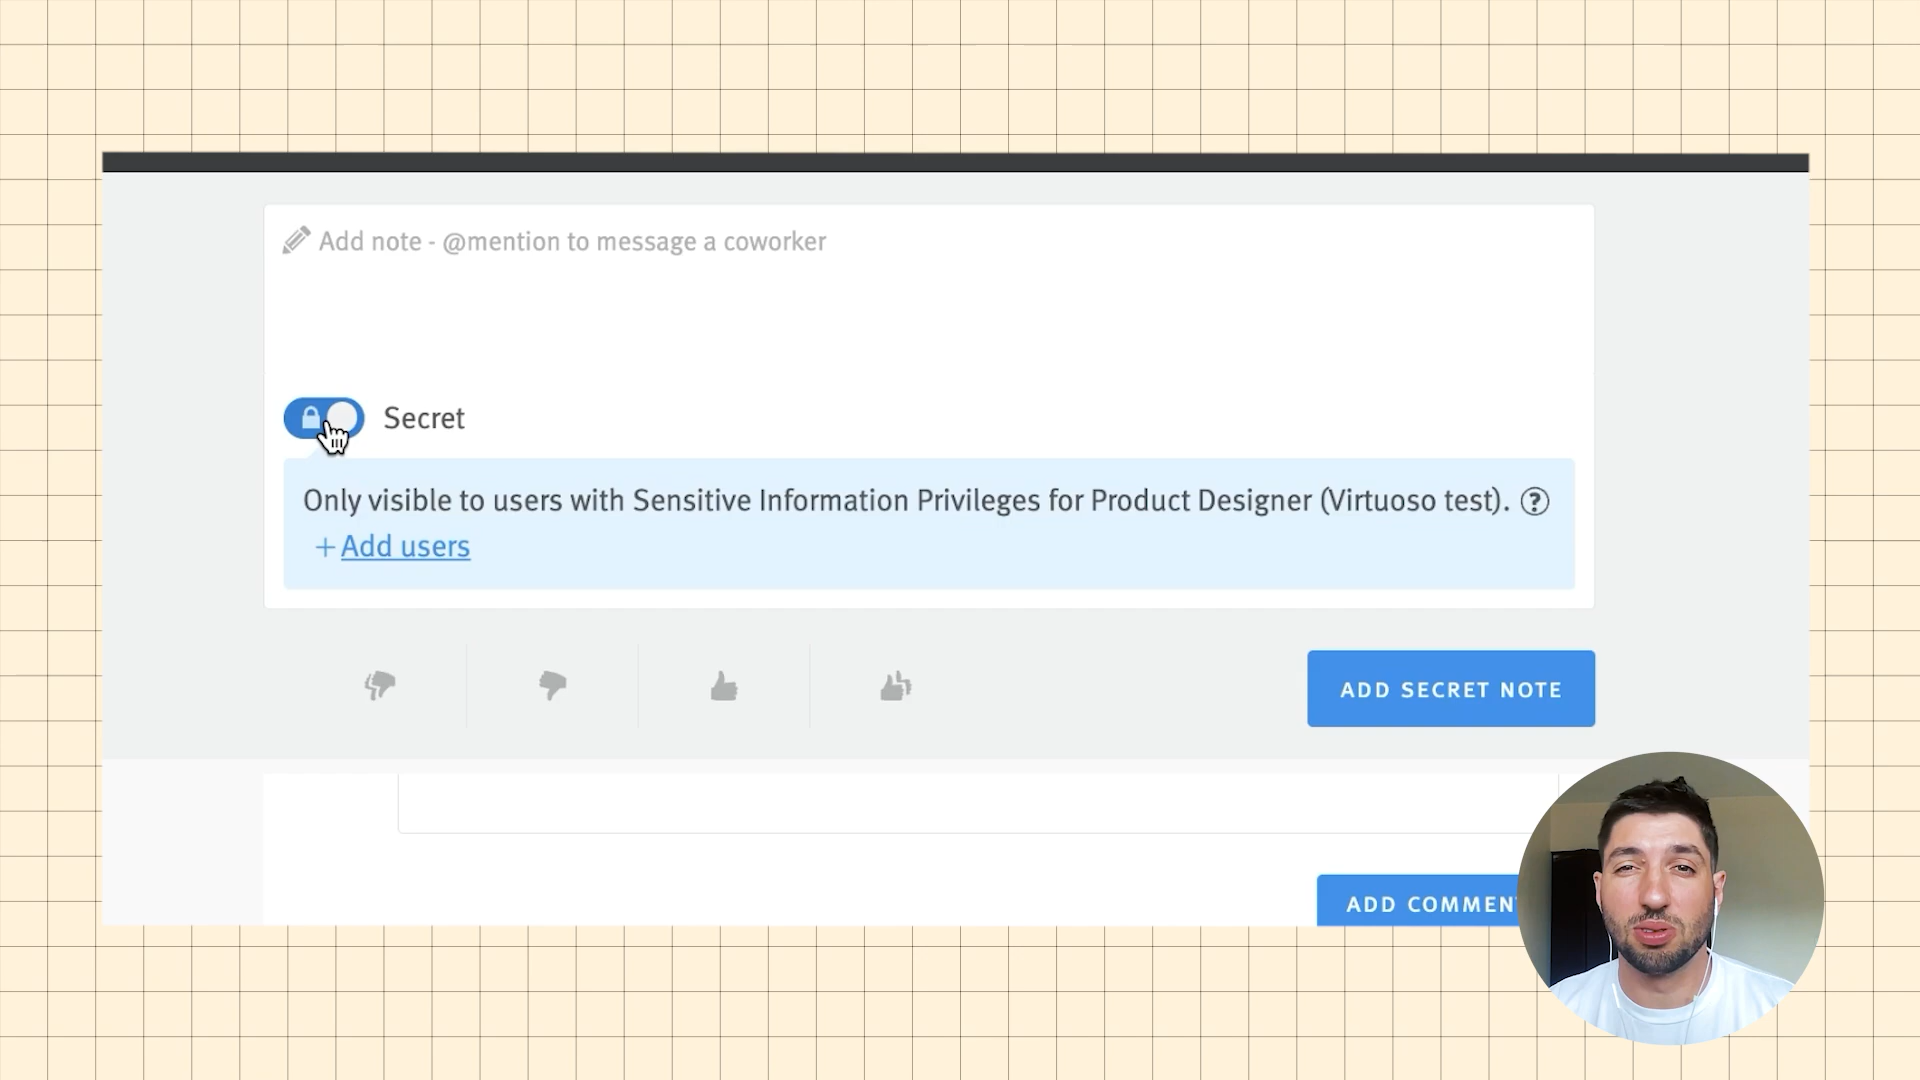 Add note - @mention to message a coworker
Secret
Only visible to users with Sensitive Information Privileges for Product Designer (Virtuoso test). ?
+ Add users
ADD SECRET NOTE
ADD COMMEN